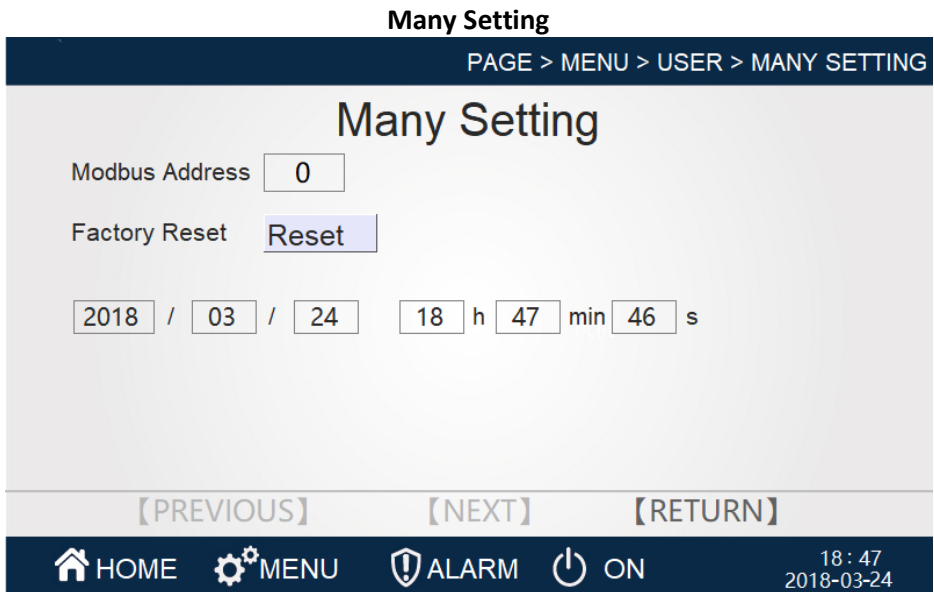 Many Setting
PAGE > MENU > USER > MANY SETTING
Many Setting
Modbus Address 0
Factory Reset Reset
2018 / 03 / 24 18 h 47 min 46 s
【PREVIOUS】 【NEXT】 【RETURN】
HOME MENU ALARM ON 18:47
2018-03-24